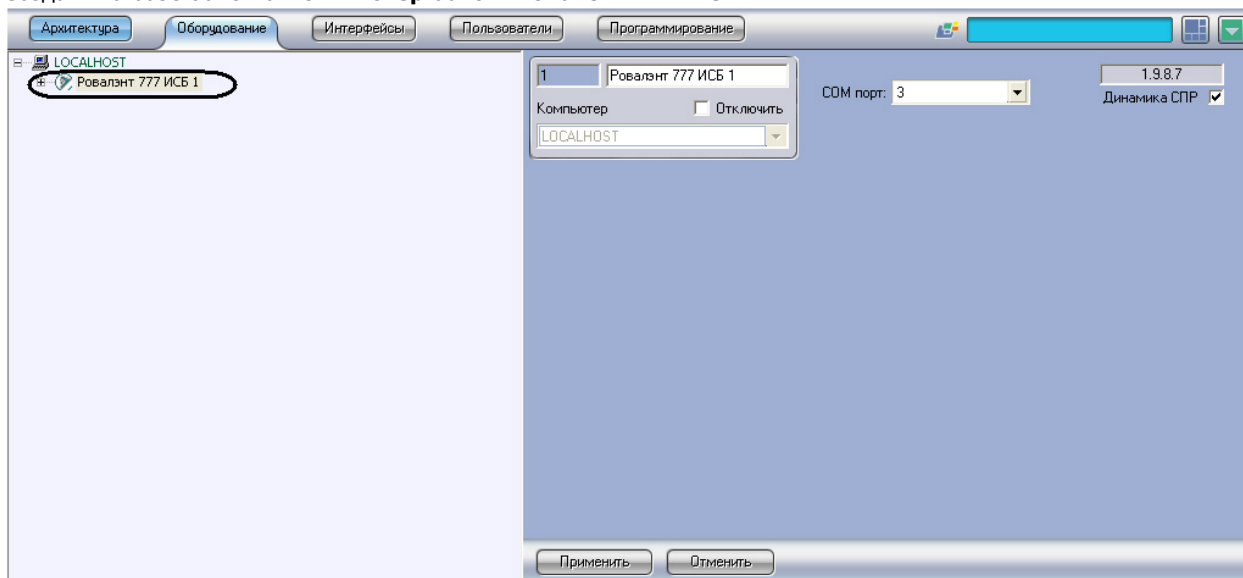 Архитектура Оборудование Интерфейсы Пользователи Программирование
LOCALHOST
Ровалэнт 777 ИСБ 1
1 Ровалэнт 777 ИСБ 1
Компьютер Отключить
LOCALHOST
COM порт: 3
1.9.8.7
Динамика СПР
Применить Отменить